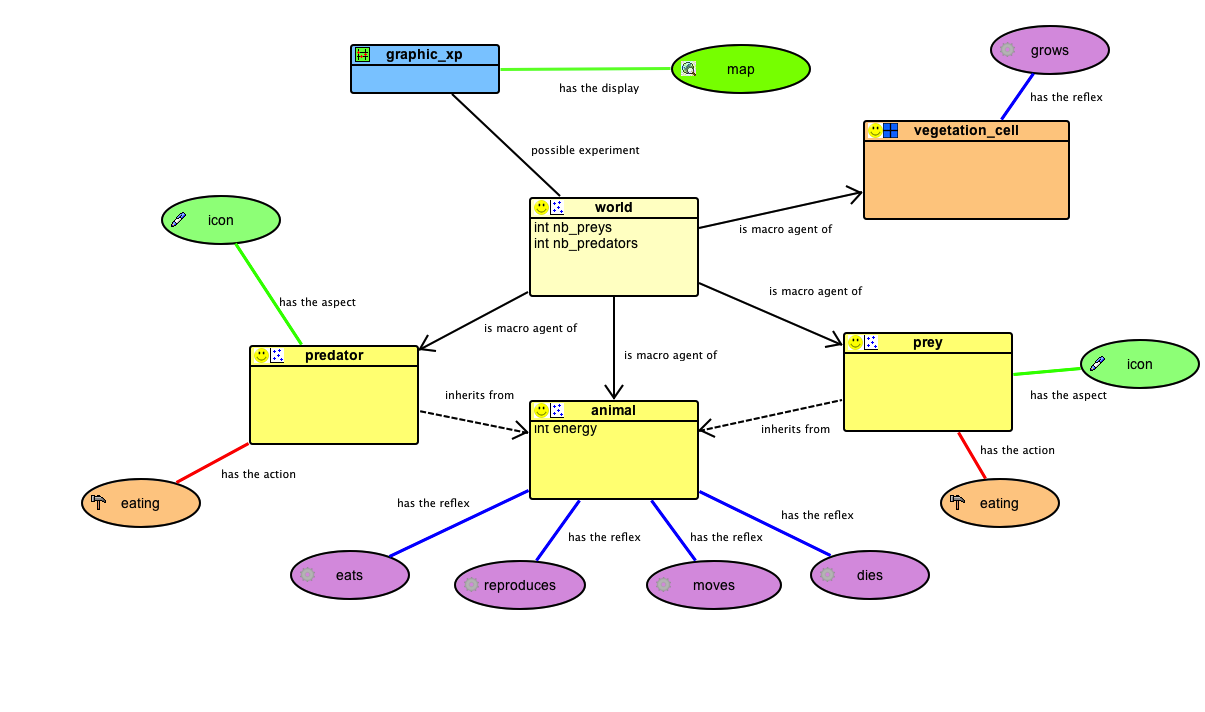 graphic_xp
map
has the display
grows
has the reflex
vegetation_cell
possible experiment
icon
world
int nb_preys
int nb_predators
is macro agent of
is macro agent of
has the aspect
is macro agent of
is macro agent of
predator
prey
icon
has the aspect
inherits from
animal
int energy
inherits from
has the action
has the action
eating
has the reflex
has the reflex
has the reflex
has the reflex
eating
eats
reproduces
moves
dies